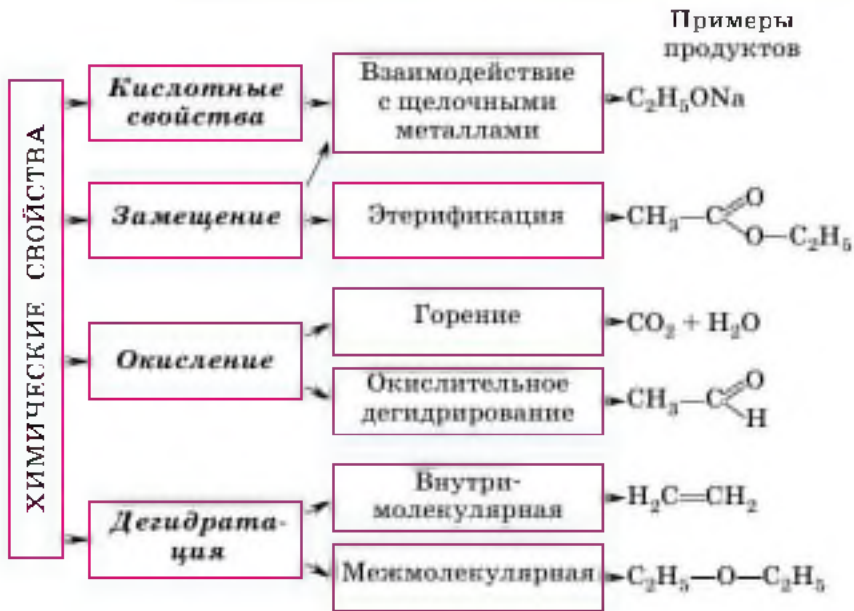 Примеры
продуктов
ХИМИЧЕСКИЕ СВОЙСТВА
Кислотные
свойства
Взаимодействие
с щелочными
металлами
C₂H₅ONa
Замещение
Этерификация
CH₃—C
O
O—C₂H₅
Окисление
Горение
CO₂ + H₂O
Окислительное
дегидрирование
CH₃—C
O
H
Дегидрата-
ция
Внутри-
молекулярная
H₂C=CH₂
Межмолекулярная
C₂H₅—O—C₂H₅